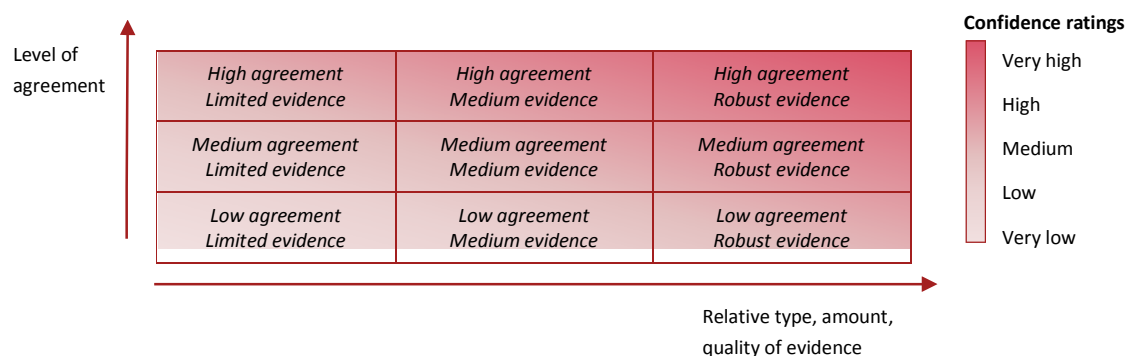 Confidence ratings
Level of
agreement
High agreement
Limited evidence
High agreement
Medium evidence
High agreement
Robust evidence
Medium agreement
Limited evidence
Medium agreement
Medium evidence
Medium agreement
Robust evidence
Low agreement
Limited evidence
Low agreement
Medium evidence
Low agreement
Robust evidence
Very high
High
Medium
Low
Very low
Relative type, amount,
quality of evidence